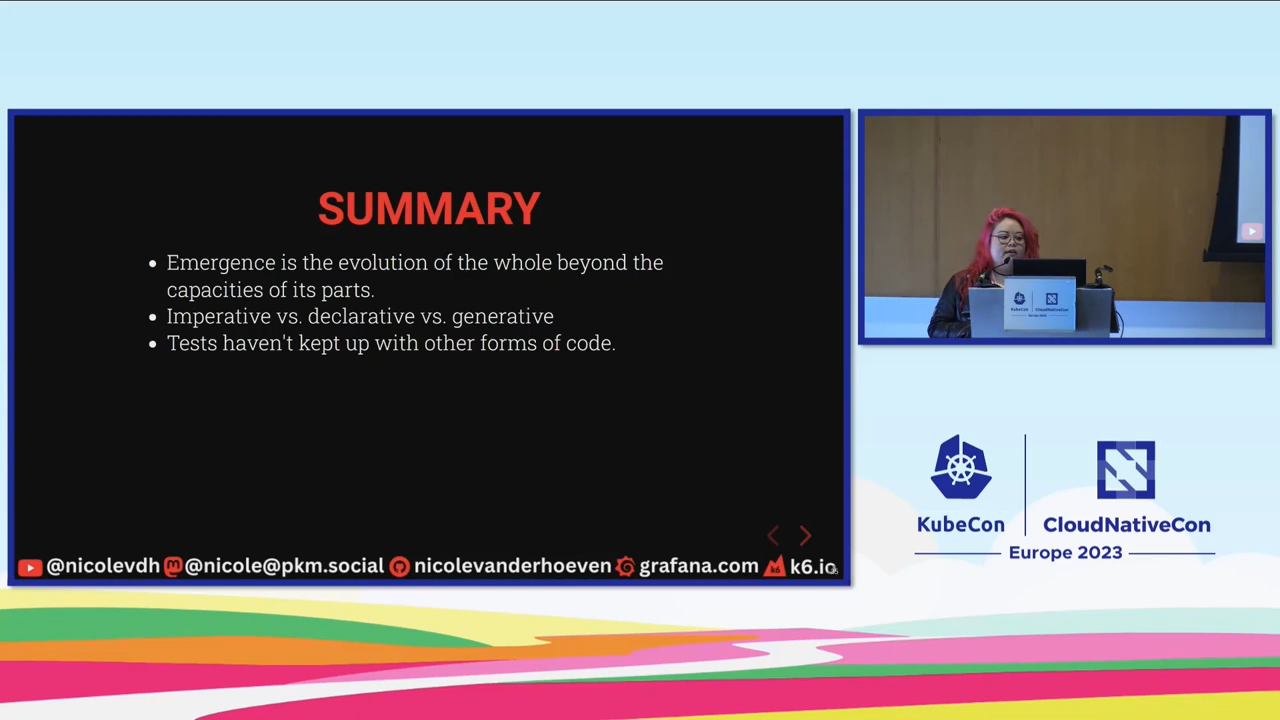 SUMMARY
Emergence is the evolution of the whole beyond the
capacities of its parts.
Imperative vs. declarative vs. generative
Tests haven't kept up with other forms of code.
@nicolevdh @nicole@pkm.social nicolevanderhoeven grafana.com k6.io
KubeCon CloudNativeCon
KubeCon CloudNativeCon
Europe 2023